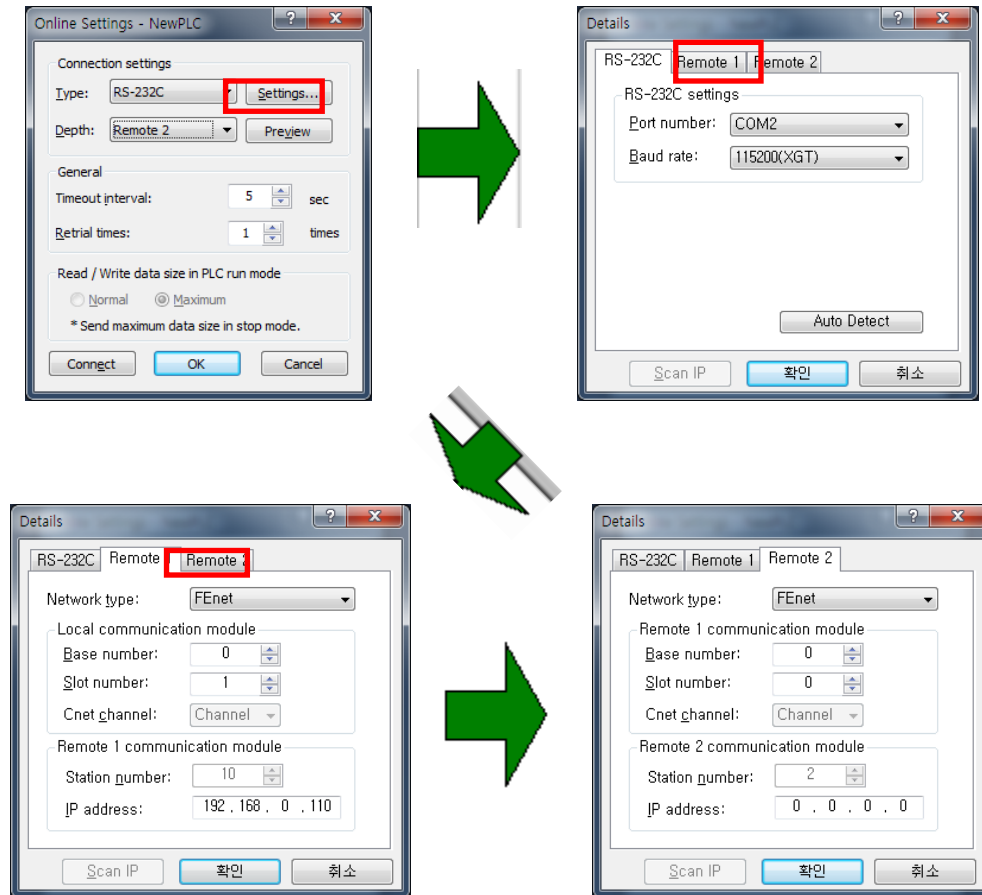 Online Settings - NewPLC
Connection settings
Type: RS-232C Settings...
Depth: Remote 2 Preview
General
Timeout interval: 5 sec
Retrial times: 1 times
Read / Write data size in PLC run mode
Normal Maximum
* Send maximum data size in stop mode.
Connect OK Cancel
Details
RS-232C Remote 1 Remote 2
RS-232C settings
Port number: COM2
Baud rate: 115200(XGT)
Auto Detect
Scan IP 확인 취소
Details
RS-232C Remote Remote 2
Network type: FEnet
Local communication module
Base number: 0
Slot number: 1
Cnet channel: Channel
Remote 1 communication module
Station number: 10
IP address: 192 . 168 . 0 . 110
Scan IP 확인 취소
Details
RS-232C Remote 1 Remote 2
Network type: FEnet
Remote 1 communication module
Base number: 0
Slot number: 0
Cnet channel: Channel
Remote 2 communication module
Station number: 2
IP address: 0 . 0 . 0 . 0
Scan IP 확인 취소